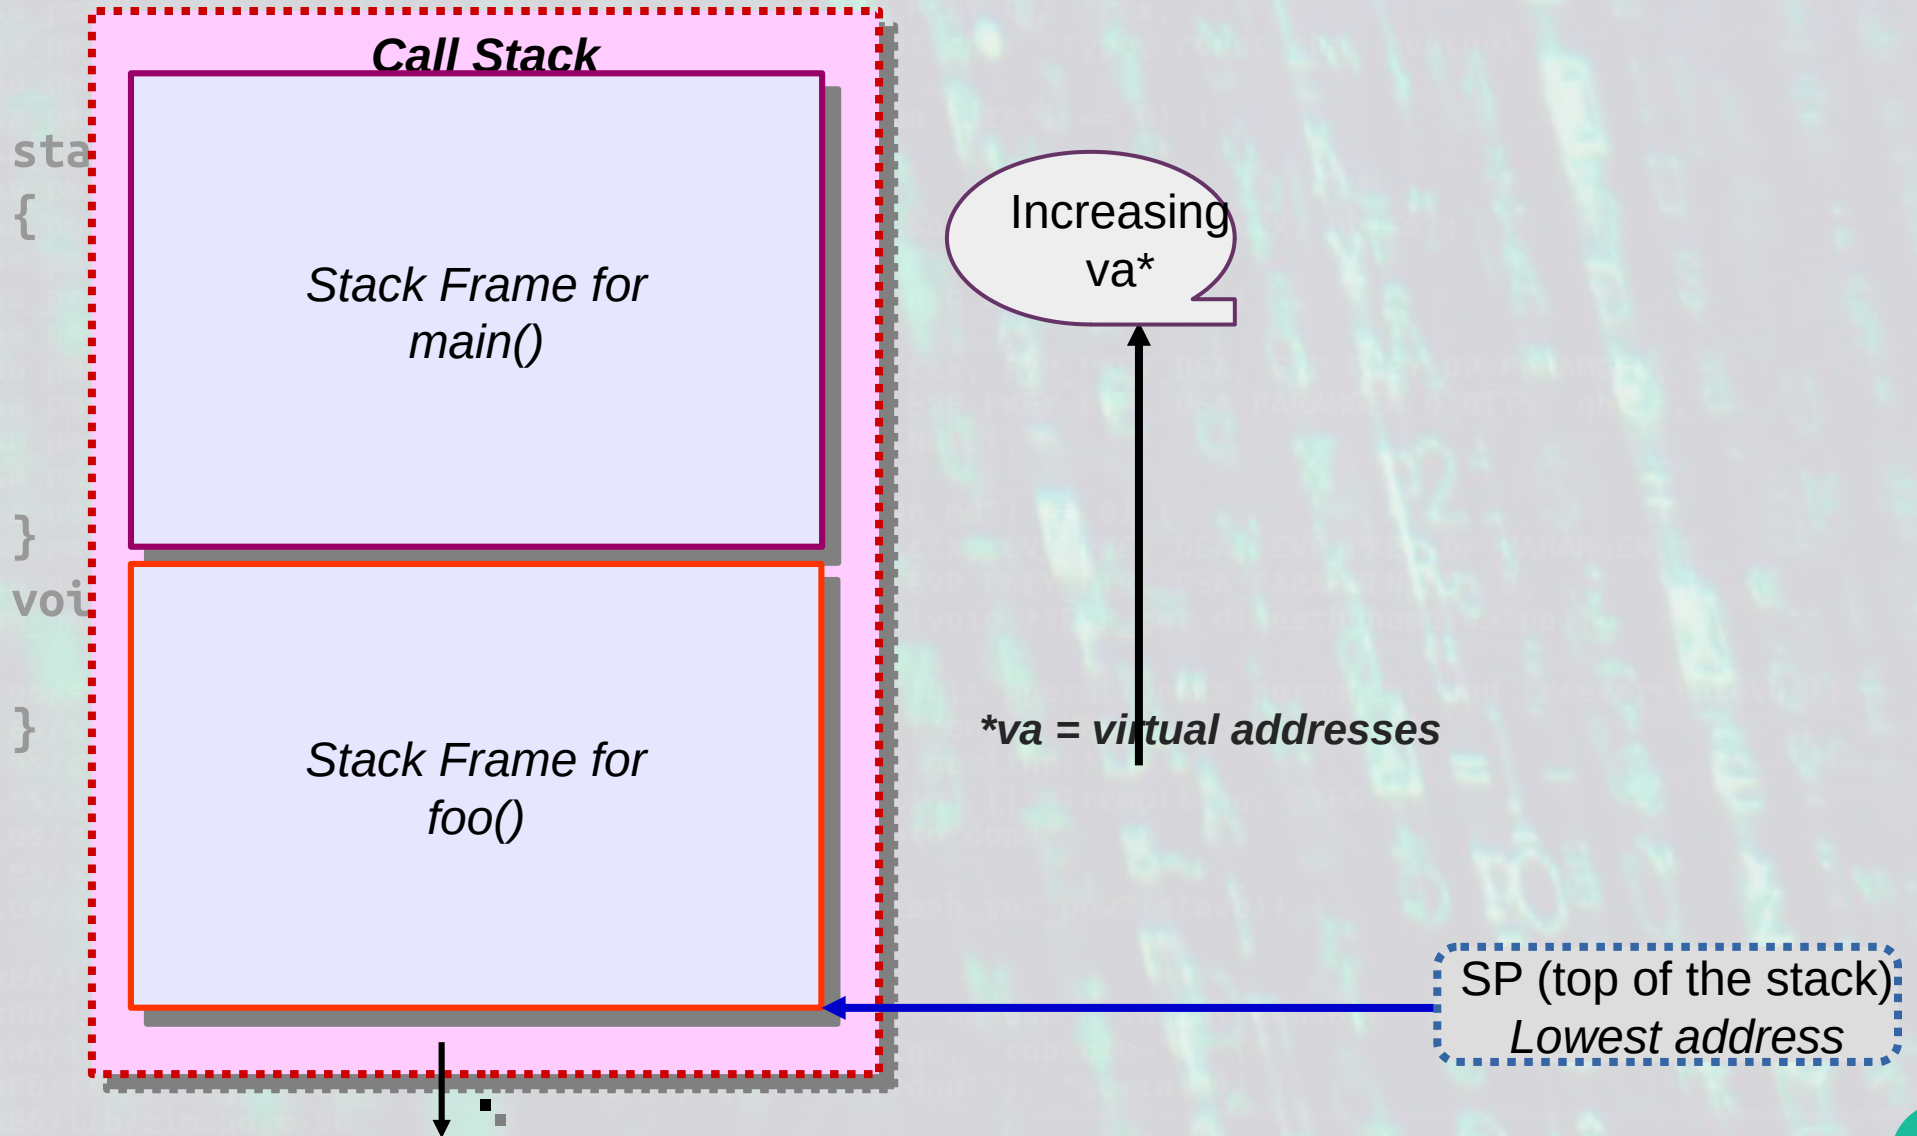 Call Stack
sta
{
Stack Frame for
main()
}
voi
}
Stack Frame for
foo()
Increasing
va*
*va = virtual addresses
SP (top of the stack)
Lowest address